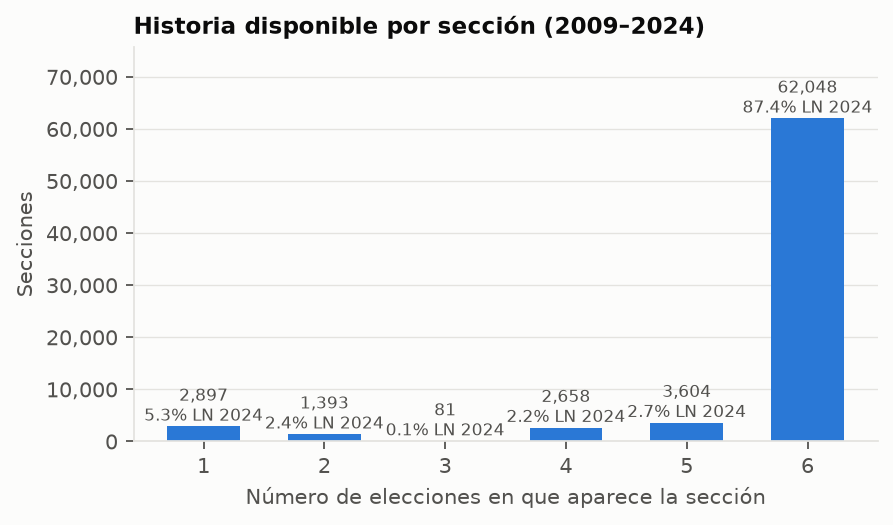 Historia disponible por sección (2009–2024)
Secciones
70,000
60,000
50,000
40,000
30,000
20,000
10,000
0
2,897
5.3% LN 2024
1,393
2.4% LN 2024
81
0.1% LN 2024
2,658
2.2% LN 2024
3,604
2.7% LN 2024
62,048
87.4% LN 2024
1 2 3 4 5 6
Número de elecciones en que aparece la sección